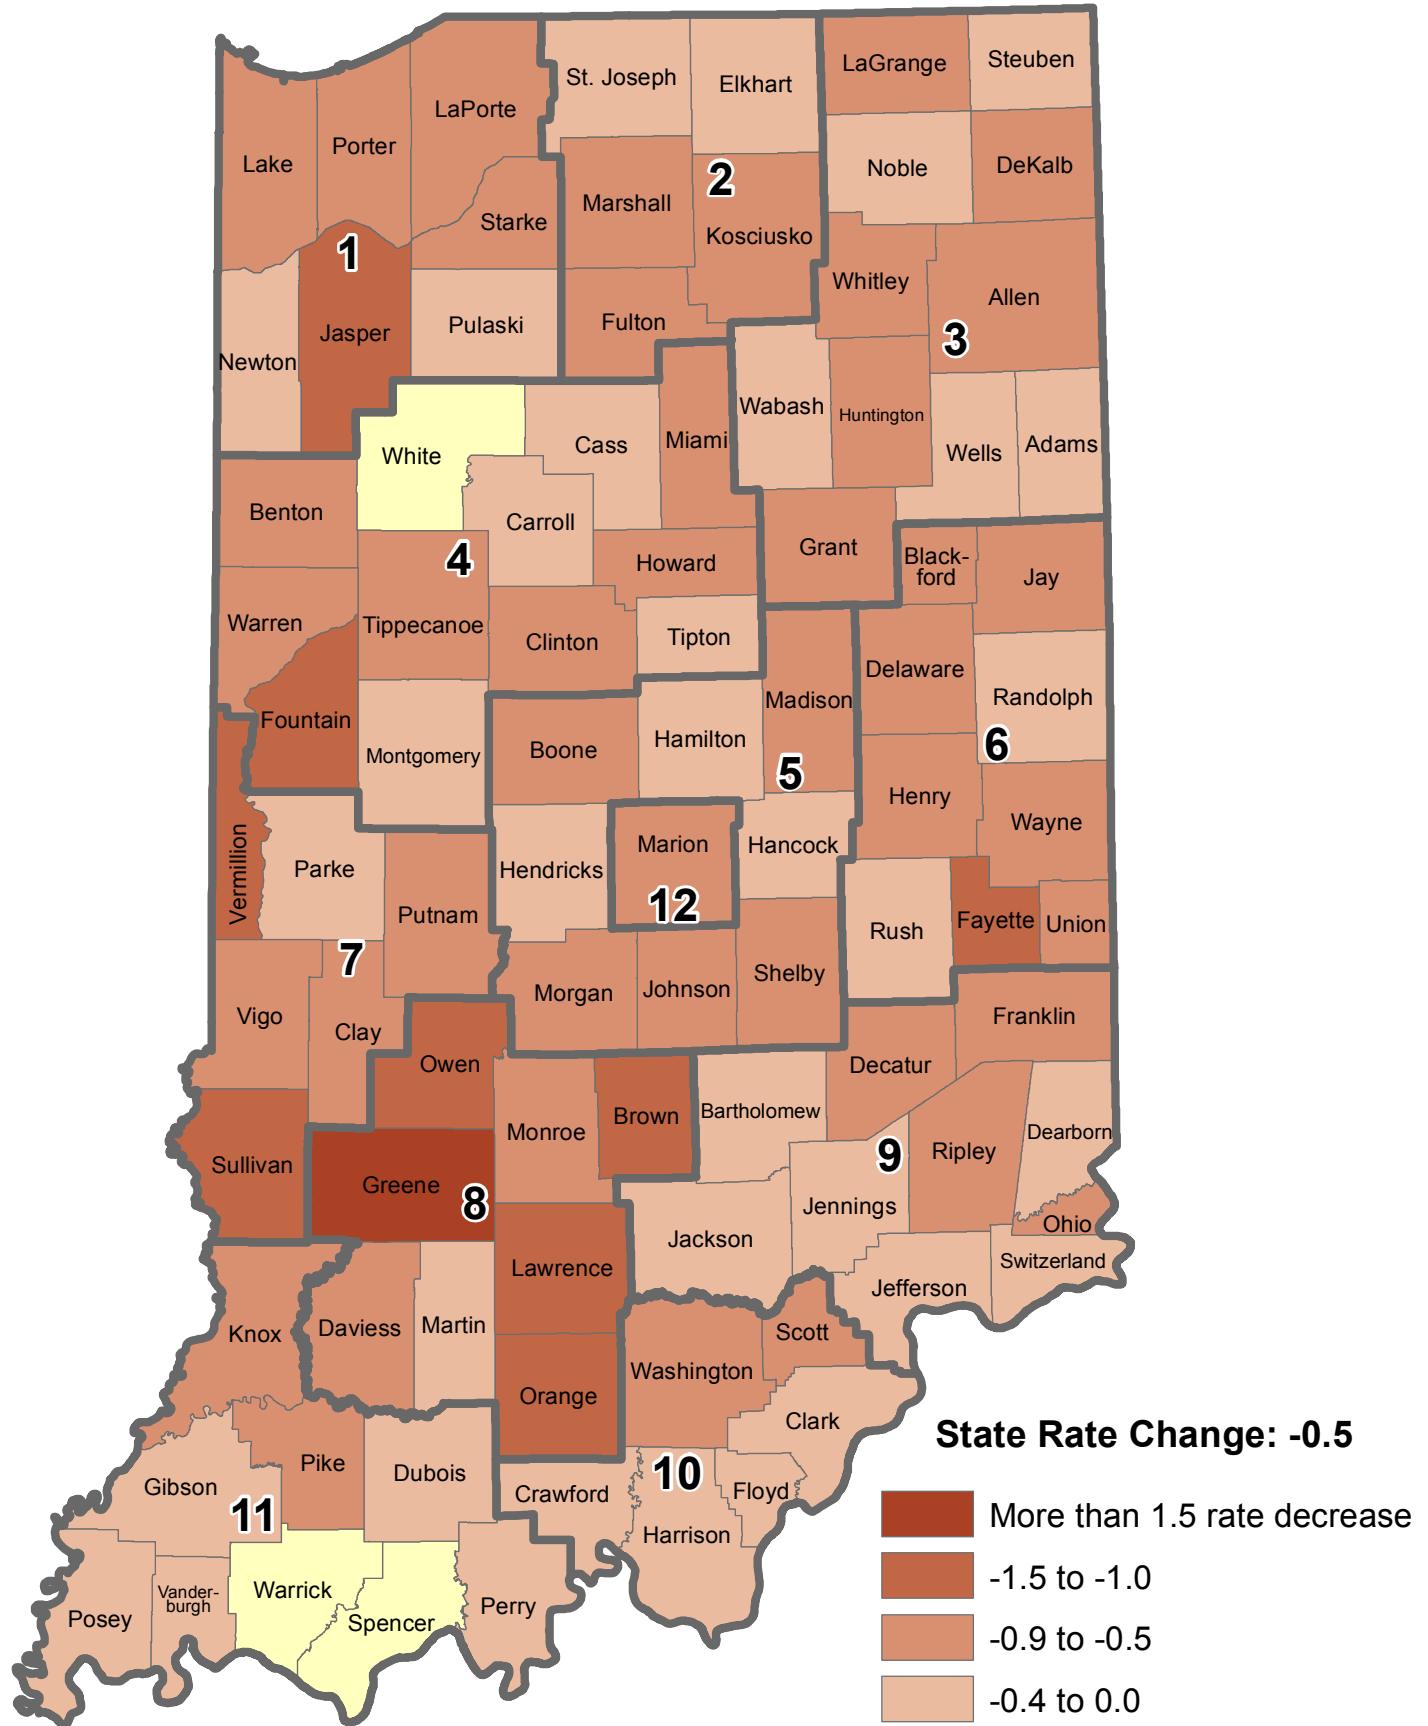 St. Joseph
Elkhart
LaGrange
Steuben
LaPorte
Porter
Lake
Noble
DeKalb
2
Marshall
Starke
Kosciusko
1
Whitley
Allen
Jasper
Pulaski
Fulton
3
Newton
Wabash
Huntington
Miami
Cass
White
Wells
Adams
Benton
Carroll
4
Howard
Grant
Black-
ford
Jay
Warren
Tippecanoe
Clinton
Tipton
Delaware
Randolph
Madison
Fountain
Hamilton
Boone
Montgomery
6
5
Henry
Wayne
Marion
Hancock
Vermillion
Parke
Hendricks
12
Putnam
Rush
Fayette
Union
7
Shelby
Johnson
Morgan
Vigo
Clay
Franklin
Owen
Decatur
Brown
Bartholomew
Monroe
Dearborn
9
Ripley
Sullivan
Greene
8
Jennings
Jackson
Ohio
Switzerland
Lawrence
Jefferson
Knox
Daviess
Martin
Scott
Washington
Orange
Clark
State Rate Change: -0.5
Pike
Dubois
10
Gibson
Crawford
Floyd
11
Harrison
More than 1.5 rate decrease
-1.5 to -1.0
Warrick
Vander-
burgh
Posey
Spencer
Perry
-0.9 to -0.5
-0.4 to 0.0